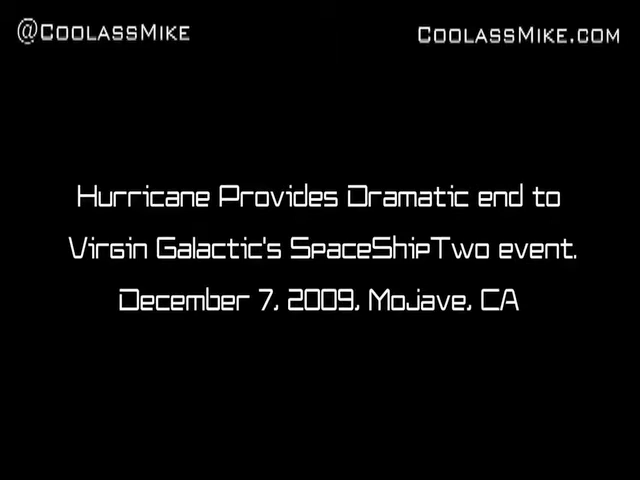 @CoolassMike
CoolassMike.com
Hurricane Provides Dramatic end to
Virgin Galactic's SpaceShipTwo event.
December 7, 2009, Mojave, CA